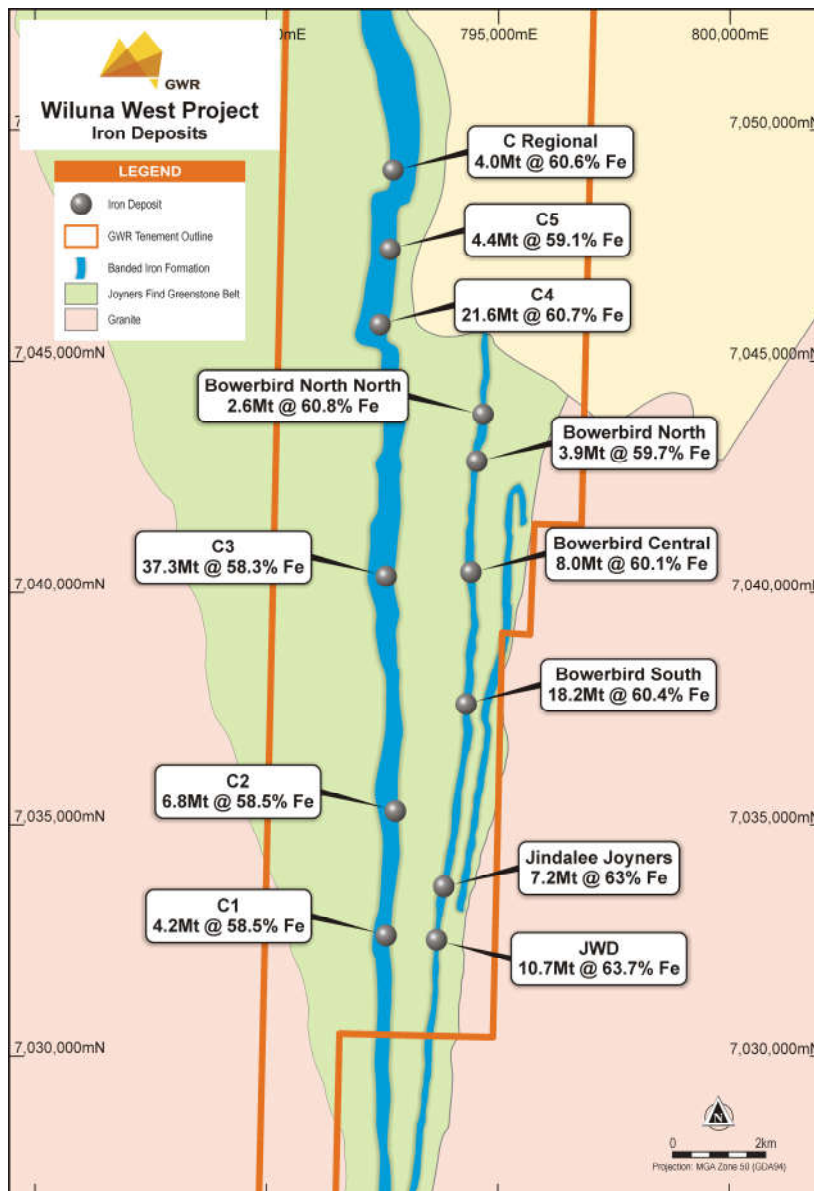 mE
795,000mE
800,000mE
GWR
Wiluna West Project
Iron Deposits
LEGEND
Iron Deposit
GWR Tenement Outline
Banded Iron Formation
Joyners Find Greenstone Belt
Granite
7,050,000mN
C Regional
4.0Mt @ 60.6% Fe
C5
4.4Mt @ 59.1% Fe
C4
21.6Mt @ 60.7% Fe
7,045,000mN
7,045,000mN
Bowerbird North North
2.6Mt @ 60.8% Fe
Bowerbird North
3.9Mt @ 59.7% Fe
C3
37.3Mt @ 58.3% Fe
Bowerbird Central
8.0Mt @ 60.1% Fe
7,040,000mN
7,040,000mN
Bowerbird South
18.2Mt @ 60.4% Fe
C2
6.8Mt @ 58.5% Fe
7,035,000mN
7,035,000mN
Jindalee Joyners
7.2Mt @ 63% Fe
C1
4.2Mt @ 58.5% Fe
JWD
10.7Mt @ 63.7% Fe
7,030,000mN
7,030,000mN
N
0 2km
Projection: MGA Zone 50 (GDA94)